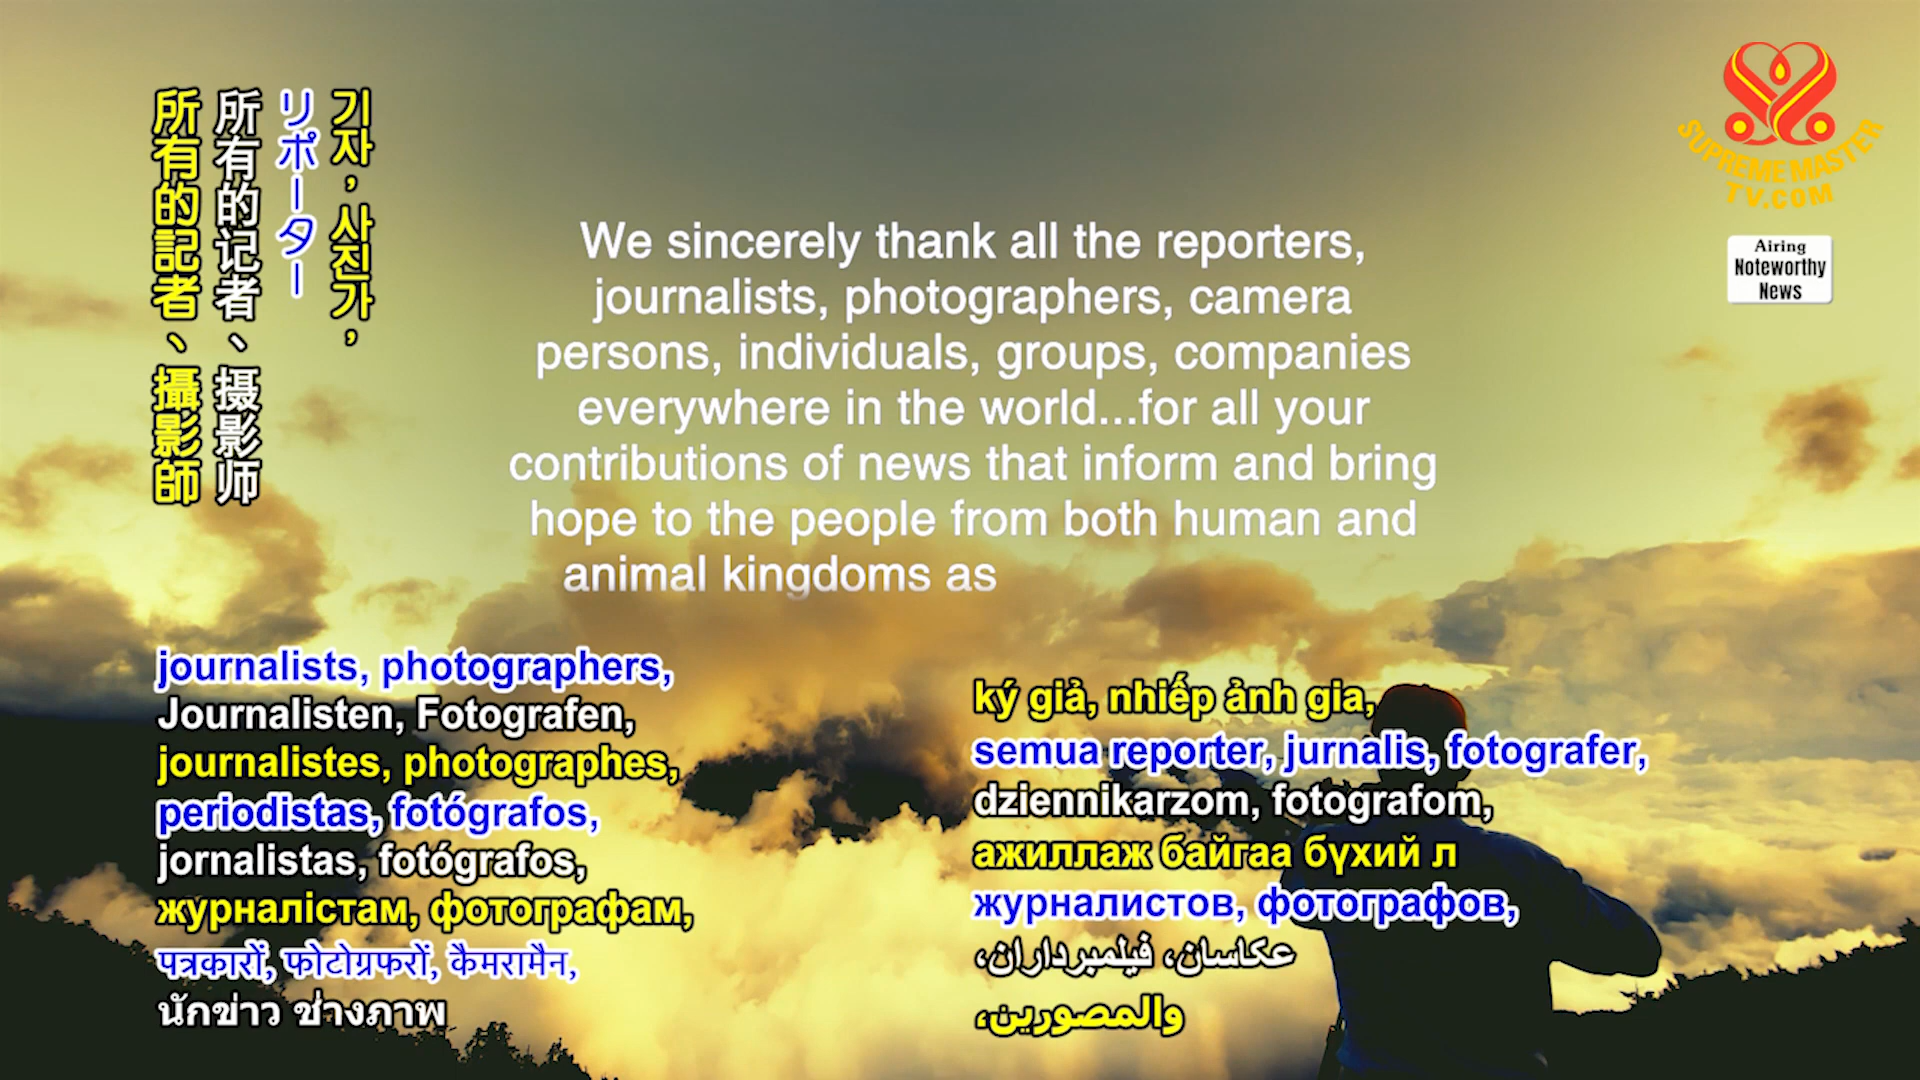 所有的記者、攝影師
所有的记者、摄影师
リポーター
기자, 사진가,
SUPREME MASTER
TV.COM
Airing
Noteworthy
News
We sincerely thank all the reporters,
journalists, photographers, camera
persons, individuals, groups, companies
everywhere in the world...for all your
contributions of news that inform and bring
hope to the people from both human and
animal kingdoms as
journalists, photographers,
Journalisten, Fotografen,
journalistes, photographes,
periodistas, fotógrafos,
jornalistas, fotógrafos,
журналістам, фотографам,
पत्रकारों, फोटोग्रफरों, कैमरामैन,
นักข่าว ช่างภาพ
ký giả, nhiếp ảnh gia,
semua reporter, jurnalis, fotografer,
dziennikarzom, fotografom,
ажиллаж байгаа бүхий л
журналистов, фотографов,
عکاسان، فیلمبرداران،
والمصورين،